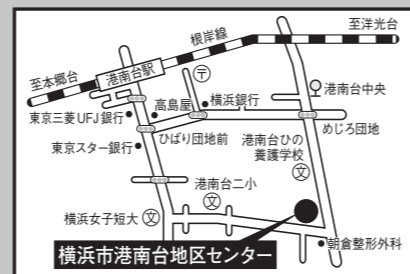 至洋光台
根岸線
港南台駅
至本郷台
〒
港南台中央
高島屋
横浜銀行
東京三菱UFJ銀行
ひばり団地前
めじろ団地
東京スター銀行
港南台ひの
養護学校
文
港南台二小
文
横浜女子短大
文
朝倉整形外科
横浜市港南台地区センター